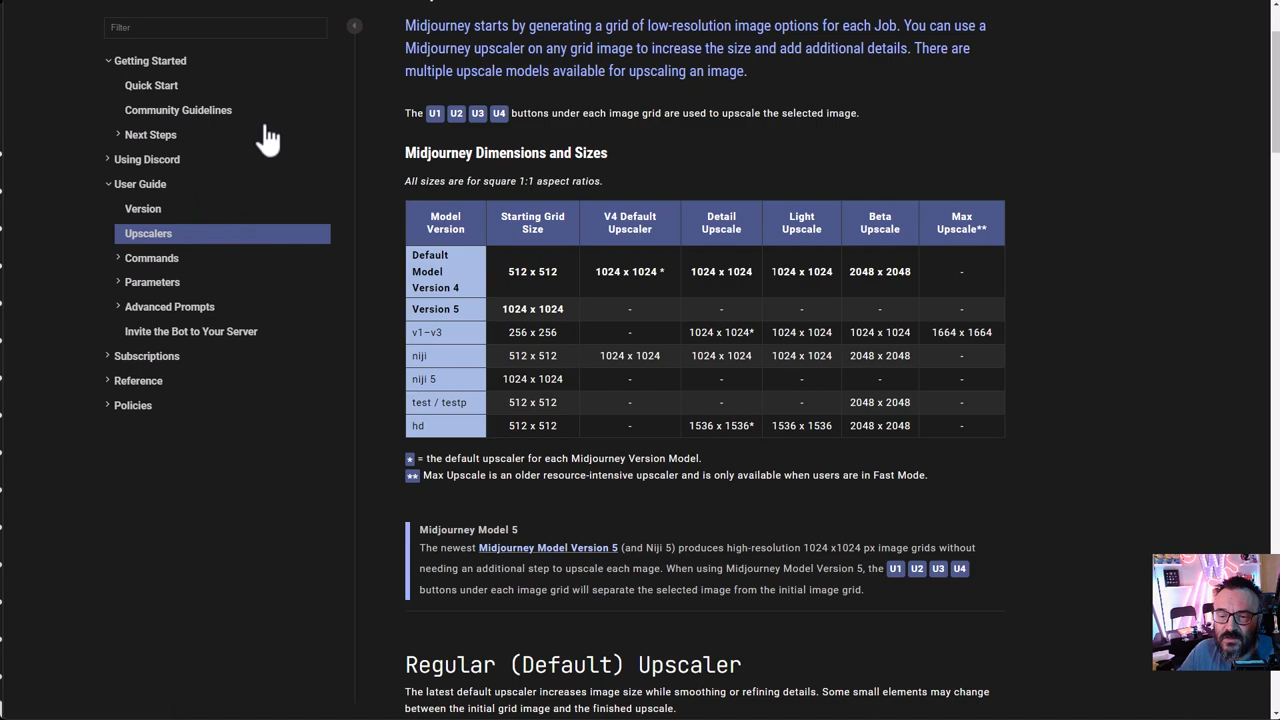 Filter
Getting Started
Quick Start
Community Guidelines
Next Steps
Using Discord
User Guide
Version
Upscalers
Commands
Parameters
Advanced Prompts
Invite the Bot to Your Server
Subscriptions
Reference
Policies
Midjourney starts by generating a grid of low-resolution image options for each Job. You can use a
Midjourney upscaler on any grid image to increase the size and add additional details. There are
multiple upscale models available for upscaling an image.
The U1 U2 U3 U4 buttons under each image grid are used to upscale the selected image.
Midjourney Dimensions and Sizes
All sizes are for square 1:1 aspect ratios.
Model Version Starting Grid Size V4 Default Upscaler Detail Upscale Light Upscale Beta Upscale Max Upscale**
Default Model Version 4 512 x 512 1024 x 1024 * 1024 x 1024 1024 x 1024 2048 x 2048 -
Version 5 1024 x 1024 - - - - -
v1–v3 256 x 256 - 1024 x 1024* 1024 x 1024 1024 x 1024 1664 x 1664
niji 512 x 512 1024 x 1024 1024 x 1024 1024 x 1024 2048 x 2048 -
niji 5 1024 x 1024 - - - - -
test / testp 512 x 512 - - - 2048 x 2048 -
hd 512 x 512 - 1536 x 1536* 1536 x 1536 2048 x 2048 -
* = the default upscaler for each Midjourney Version Model.
** Max Upscale is an older resource-intensive upscaler and is only available when users are in Fast Mode.
Midjourney Model 5
The newest Midjourney Model Version 5 (and Niji 5) produces high-resolution 1024 x1024 px image grids without
needing an additional step to upscale each mage. When using Midjourney Model Version 5, the U1 U2 U3 U4
buttons under each image grid will separate the selected image from the initial image grid.
Regular (Default) Upscaler
The latest default upscaler increases image size while smoothing or refining details. Some small elements may change
between the initial grid image and the finished upscale.